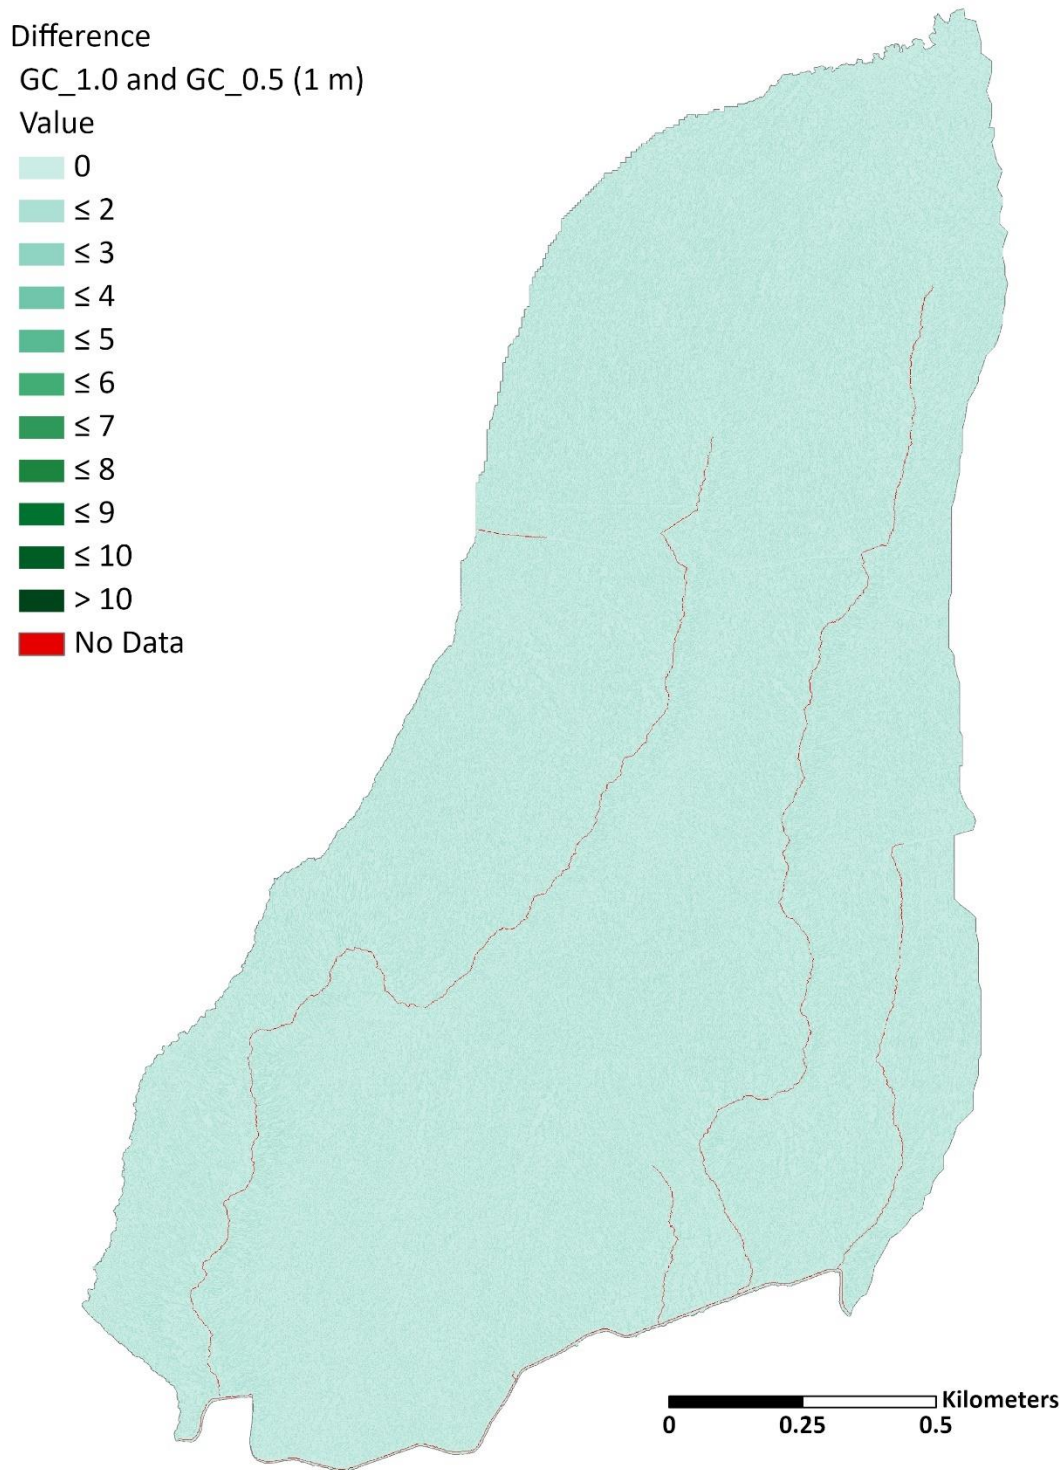 Difference
GC_1.0 and GC_0.5 (1 m)
Value
0
≤ 2
≤ 3
≤ 4
≤ 5
≤ 6
≤ 7
≤ 8
≤ 9
≤ 10
> 10
No Data
Kilometers
0 0.25 0.5